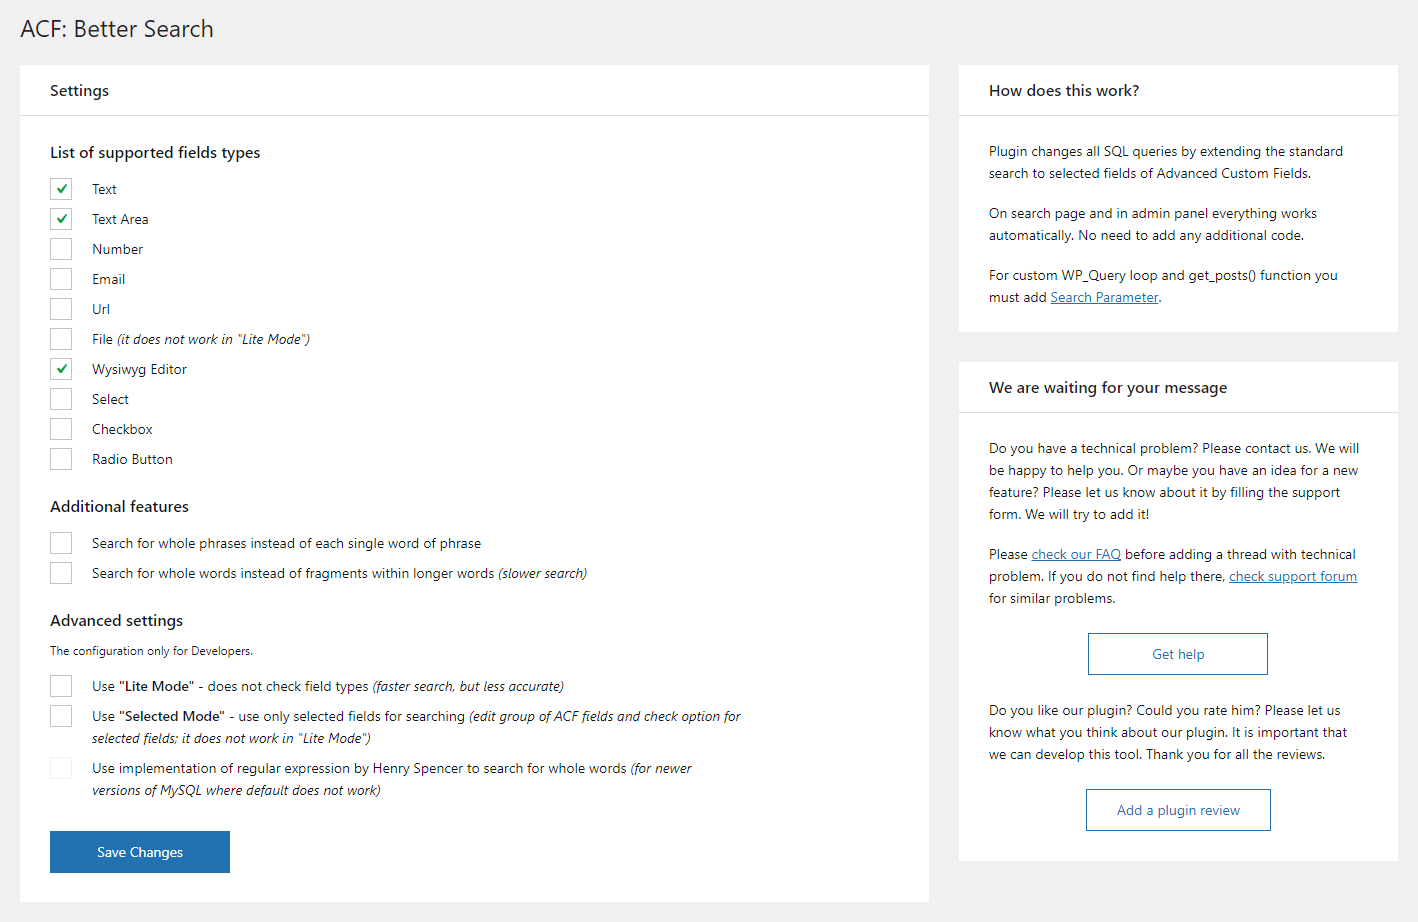 ACF: Better Search
Settings
List of supported fields types
Text
Text Area
Number
Email
Url
File (it does not work in "Lite Mode")
Wysiwyg Editor
Select
Checkbox
Radio Button
Additional features
Search for whole phrases instead of each single word of phrase
Search for whole words instead of fragments within longer words (slower search)
Advanced settings
The configuration only for Developers.
Use "Lite Mode" - does not check field types (faster search, but less accurate)
Use "Selected Mode" - use only selected fields for searching (edit group of ACF fields and check option for
selected fields; it does not work in "Lite Mode")
Use implementation of regular expression by Henry Spencer to search for whole words (for newer
versions of MySQL where default does not work)
Save Changes
How does this work?
Plugin changes all SQL queries by extending the standard
search to selected fields of Advanced Custom Fields.
On search page and in admin panel everything works
automatically. No need to add any additional code.
For custom WP_Query loop and get_posts() function you
must add Search Parameter.
We are waiting for your message
Do you have a technical problem? Please contact us. We will
be happy to help you. Or maybe you have an idea for a new
feature? Please let us know about it by filling the support
form. We will try to add it!
Please check our FAQ before adding a thread with technical
problem. If you do not find help there, check support forum
for similar problems.
Get help
Do you like our plugin? Could you rate him? Please let us
know what you think about our plugin. It is important that
we can develop this tool. Thank you for all the reviews.
Add a plugin review